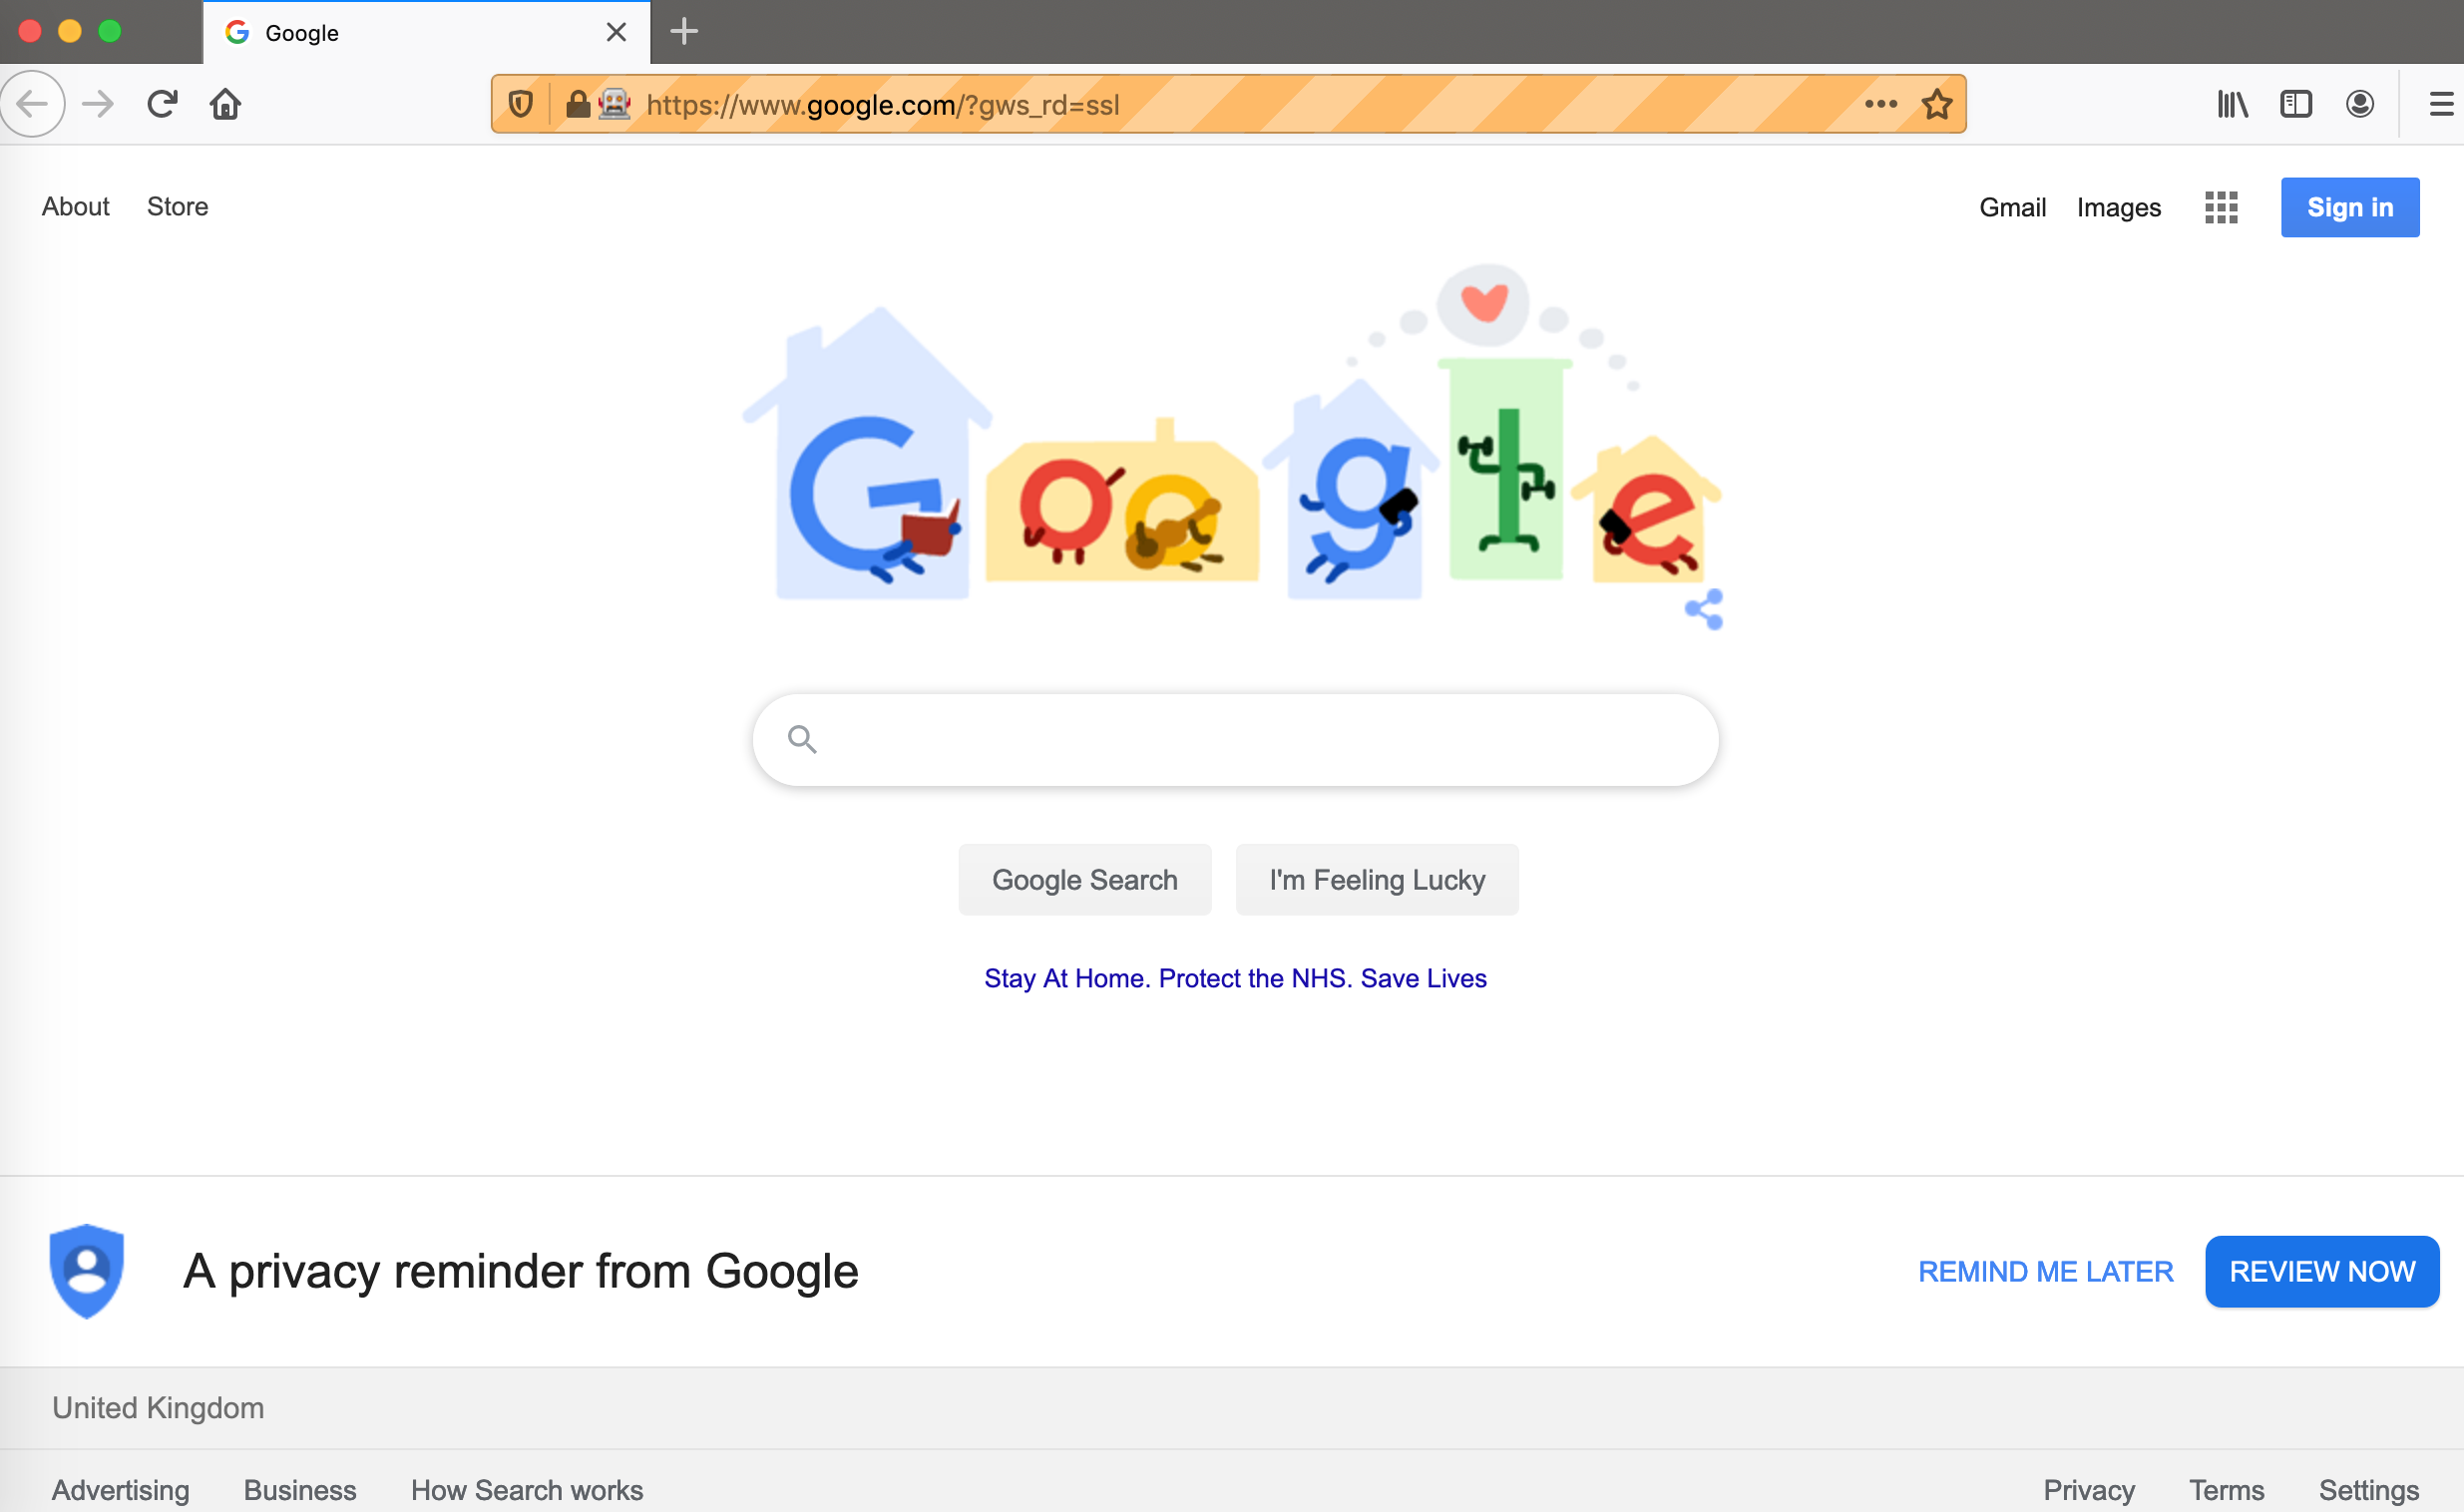 Google
https://www.google.com/?gws_rd=ssl
About Store
Gmail Images Sign in
Google
Google Search I'm Feeling Lucky
Stay At Home. Protect the NHS. Save Lives
A privacy reminder from Google
REMIND ME LATER REVIEW NOW
United Kingdom
Advertising Business How Search works
Privacy Terms Settings